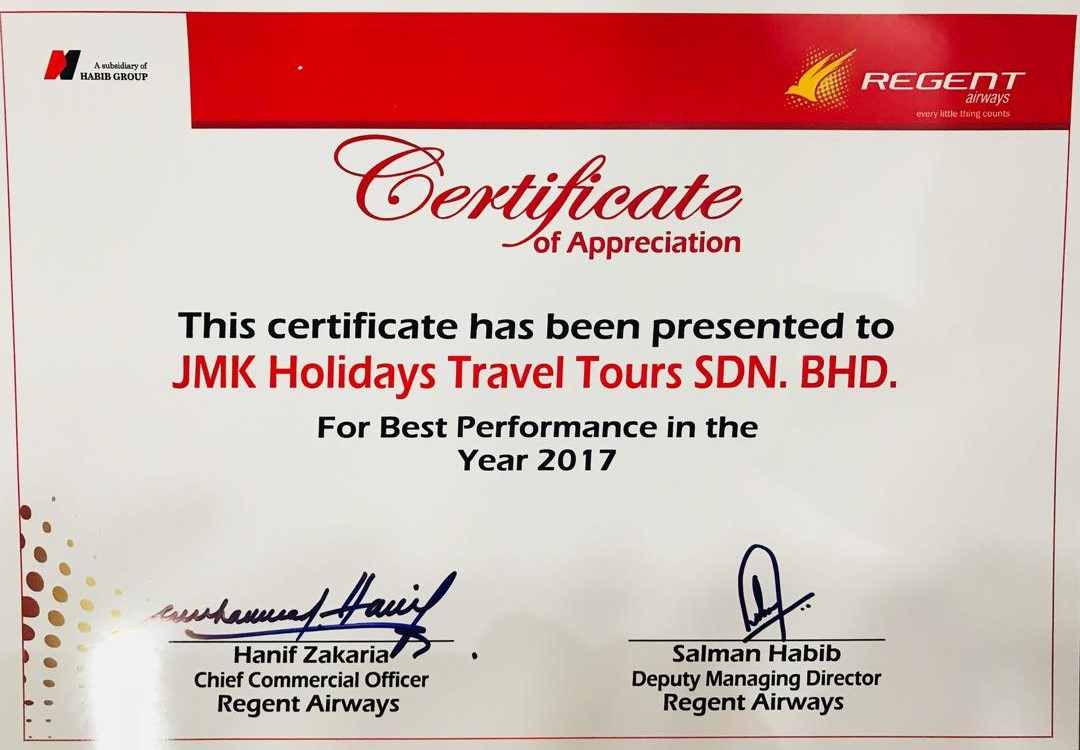 A subsidiary of
HABIB GROUP
REGENT
airways
every little thing counts
Certificate
of Appreciation
This certificate has been presented to
JMK Holidays Travel Tours SDN. BHD.
For Best Performance in the
Year 2017
Hanif Zakaria
Chief Commercial Officer
Regent Airways
Salman Habib
Deputy Managing Director
Regent Airways